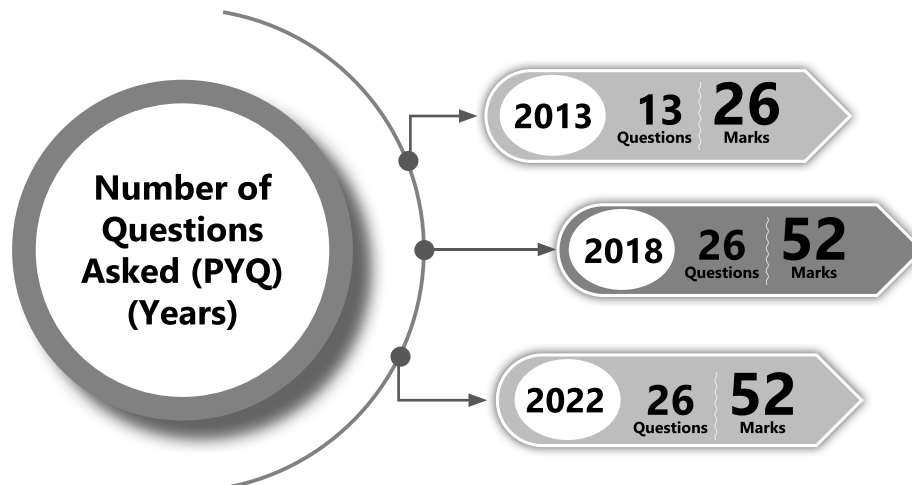 Number of
Questions
Asked (PYQ)
(Years)
2013 13 Questions 26 Marks
2018 26 Questions 52 Marks
2022 26 Questions 52 Marks